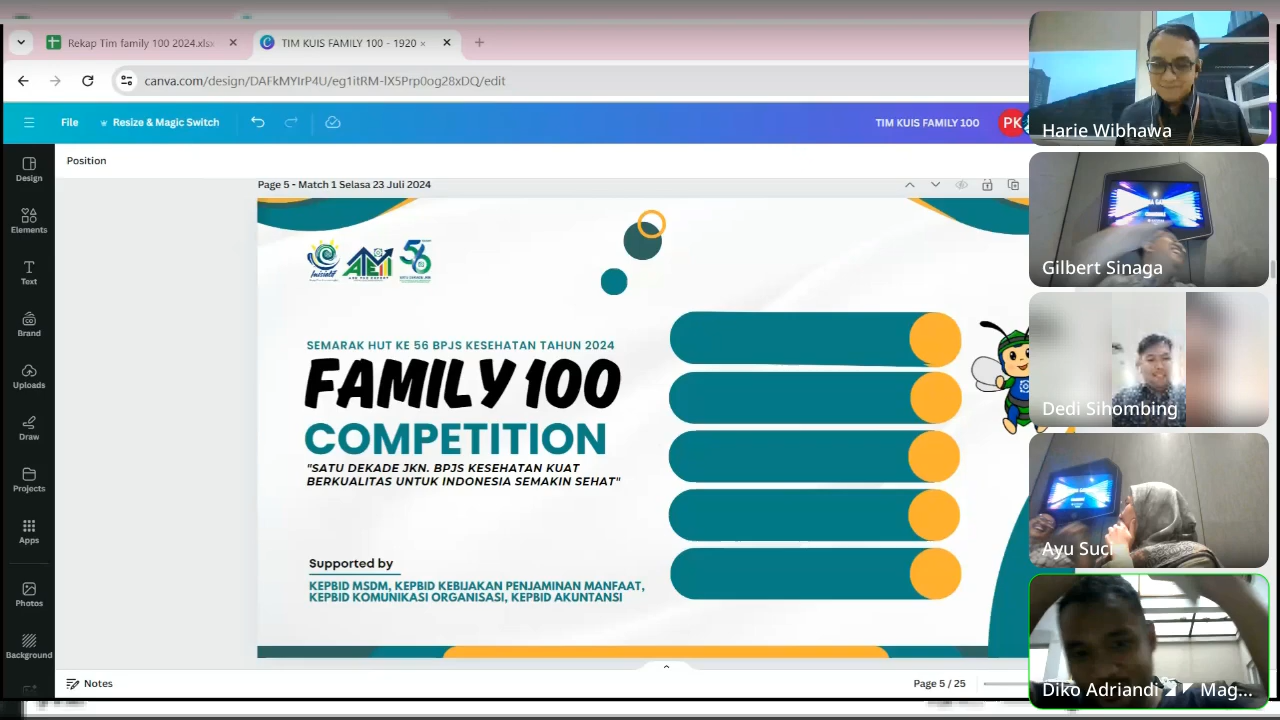 Rekap Tim family 100 2024.xlsx
TIM KUIS FAMILY 100 - 1920 ×
canva.com/design/DAFkMYIrP4U/eg1itRM-lX5Prp0og28xDQ/edit
File
Resize & Magic Switch
TIM KUIS FAMILY 100
PK
Position
Design
Elements
Text
Brand
Uploads
Draw
Projects
Apps
Photos
Background
Page 5 - Match 1 Selasa 23 Juli 2024
56
SEMARAK HUT KE 56 BPJS KESEHATAN TAHUN 2024
FAMILY 100
COMPETITION
"SATU DEKADE JKN. BPJS KESEHATAN KUAT
BERKUALITAS UNTUK INDONESIA SEMAKIN SEHAT"
Supported by
KEPBID MSDM, KEPBID KEBIJAKAN PENJAMINAN MANFAAT,
KEPBID KOMUNIKASI ORGANISASI, KEPBID AKUNTANSI
Notes
Page 5 / 25
Harie Wibhawa
Gilbert Sinaga
Dedi Sihombing
Ayu Suci
Diko Adriandi
Mag...